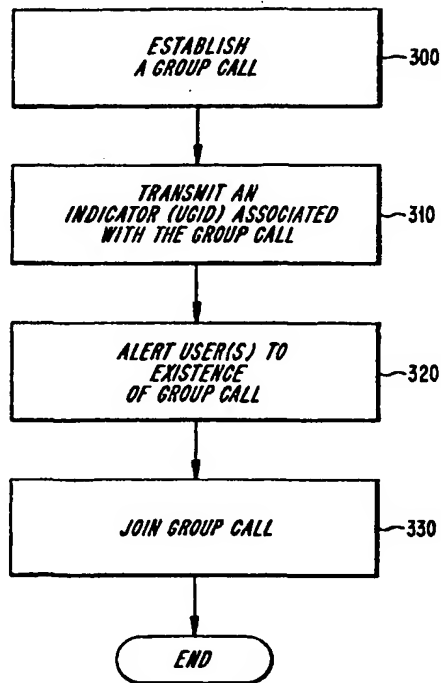 ESTABLISH
A GROUP CALL
300
TRANSMIT AN
INDICATOR (UGID) ASSOCIATED
WITH THE GROUP CALL
310
ALERT USER(S) TO
EXISTENCE
OF GROUP CALL
320
JOIN GROUP CALL
330
END